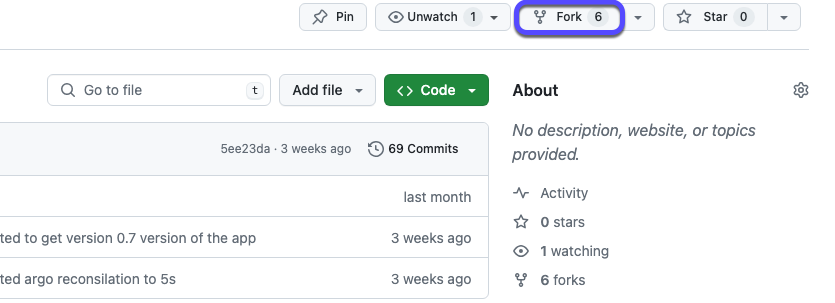 Pin Unwatch 1 Fork 6 Star 0
Go to file t Add file Code
About
No description, website, or topics
provided.
5ee23da · 3 weeks ago 69 Commits
last month
ted to get version 0.7 version of the app 3 weeks ago
ted argo reconsilation to 5s 3 weeks ago
Activity
0 stars
1 watching
6 forks